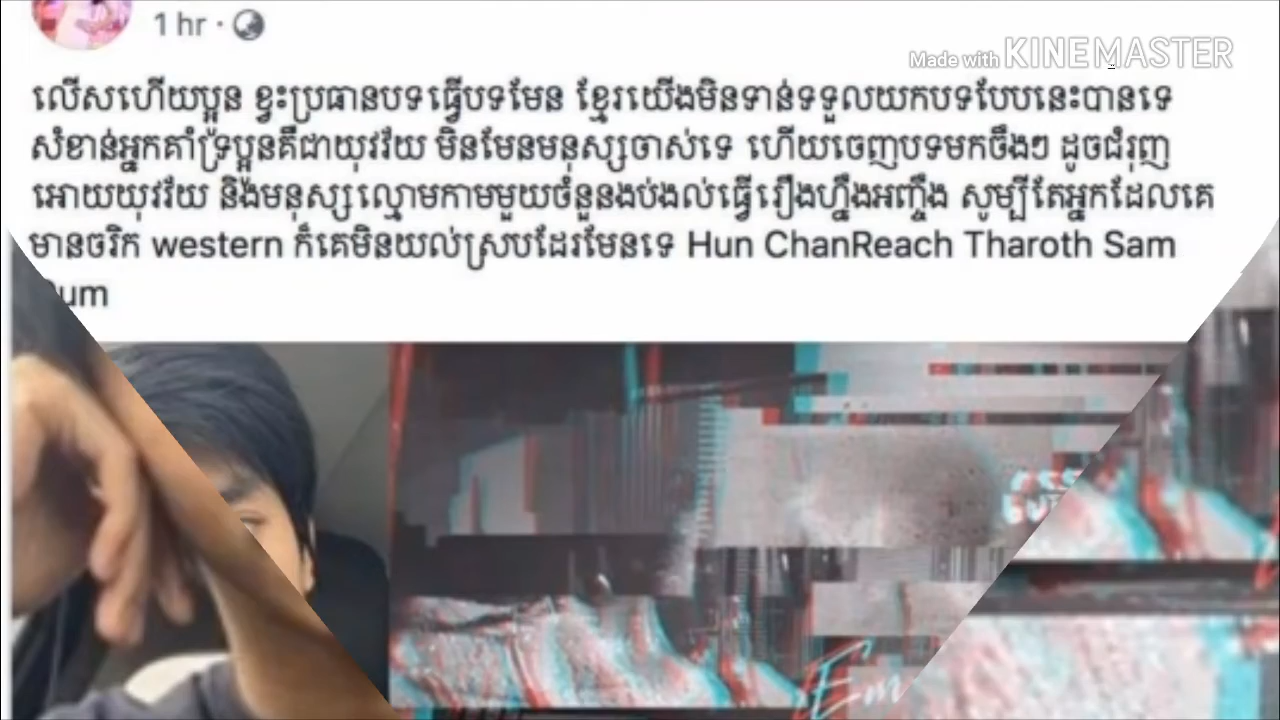 1 hr ·
Made with KINEMASTER
លើសហើយប្អូន ខ្វះប្រធានបទធ្វើបទមែន ខ្មែរយើងមិនទាន់ទទួលយកបទបែបនេះបានទេ
សំខាន់អ្នកគាំទ្រប្អូនគឺជាយុវវ័យ មិនមែនមនុស្សចាស់ទេ ហើយចេញបទមកចឹងៗ ដូចជំរុញ
អោយយុវវ័យ និងមនុស្សល្មោមកាមមួយចំនួនងប់ងល់ធ្វើរឿងហ្នឹងអញ្ចឹង សូម្បីតែអ្នកដែលគេ
មានចរិក western ក៏គេមិនយល់ស្របដែរមែនទេ Hun ChanReach Tharoth Sam
Em